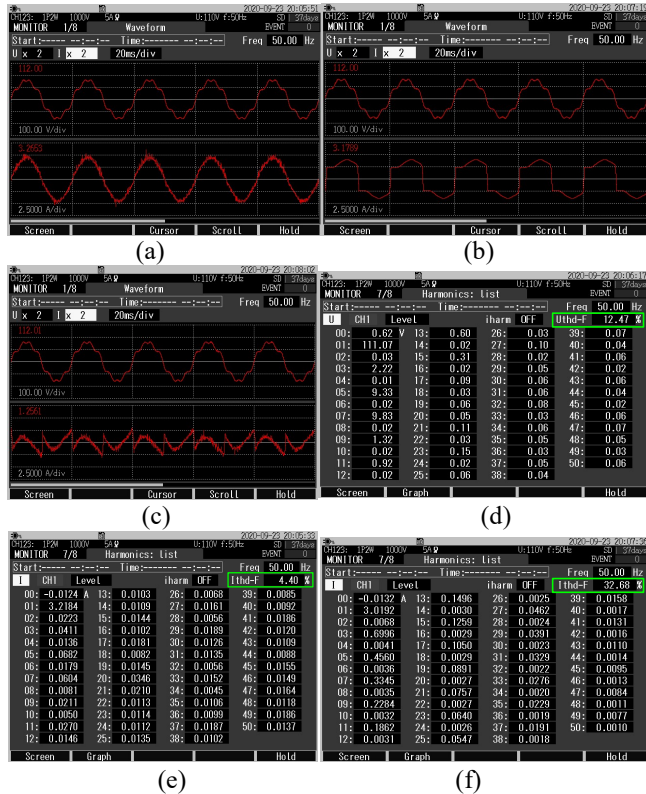 2020-09-23 20:05:51
CH123: 1P2W 1000V 5A U:110V f:50Hz SD 37days
MONITOR 1/8 Waveform EVENT 0
Start:------ --:--:-- Time:------- --:--:-- Freq 50.00 Hz
U x 2 I x 2 20ms/div
112.00
100.00 V/div
3.2653
2.5000 A/div
Screen Cursor Scroll Hold
(a)
2020-09-23 20:07:19
CH123: 1P2W 1000V 5A U:110V f:50Hz SD 37days
MONITOR 1/8 Waveform EVENT 0
Start:------ --:--:-- Time:------- --:--:-- Freq 50.00 Hz
U x 2 I x 2 20ms/div
112.00
100.00 V/div
3.1709
2.5000 A/div
Screen Cursor Scroll Hold
(b)
2020-09-23 20:08:02
CH123: 1P2W 1000V 5A U:110V f:50Hz SD 37days
MONITOR 1/8 Waveform EVENT 0
Start:------ --:--:-- Time:------- --:--:-- Freq 50.00 Hz
U x 2 I x 2 20ms/div
112.01
100.00 V/div
1.2561
2.5000 A/div
Screen Cursor Scroll Hold
(c)
2020-09-23 20:06:17
CH123: 1P2W 1000V 5A U:110V f:50Hz SD 37days
MONITOR 7/8 Harmonics: list EVENT 0
Start:------ --:--:-- Time:------- --:--:-- Freq 50.00 Hz
U CH1 Level iharm OFF Uthd-F 12.47 %
00: 0.62 V 13: 0.60 26: 0.03 39: 0.07
01: 111.07 14: 0.02 27: 0.10 40: 0.04
02: 0.03 15: 0.31 28: 0.02 41: 0.06
03: 2.22 16: 0.02 29: 0.05 42: 0.02
04: 0.01 17: 0.09 30: 0.06 43: 0.06
05: 9.33 18: 0.03 31: 0.06 44: 0.04
06: 0.02 19: 0.06 32: 0.08 45: 0.02
07: 9.83 20: 0.05 33: 0.06 46: 0.06
08: 0.02 21: 0.11 34: 0.06 47: 0.07
09: 1.32 22: 0.03 35: 0.05 48: 0.05
10: 0.02 23: 0.15 36: 0.03 49: 0.03
11: 0.92 24: 0.02 37: 0.05 50: 0.06
12: 0.02 25: 0.06 38: 0.04
Screen Graph Hold
(d)
2020-09-23 20:05:33
CH123: 1P2W 1000V 5A U:110V f:50Hz SD 37days
MONITOR 7/8 Harmonics: list EVENT 0
Start:------ --:--:-- Time:------- --:--:-- Freq 50.00 Hz
I CH1 Level iharm OFF Ithd-F 4.40 %
00: -0.0124 A 13: 0.0103 26: 0.0068 39: 0.0085
01: 3.2184 14: 0.0109 27: 0.0161 40: 0.0092
02: 0.0223 15: 0.0144 28: 0.0056 41: 0.0186
03: 0.0411 16: 0.0102 29: 0.0189 42: 0.0120
04: 0.0136 17: 0.0181 30: 0.0126 43: 0.0109
05: 0.0682 18: 0.0082 31: 0.0135 44: 0.0088
06: 0.0179 19: 0.0145 32: 0.0056 45: 0.0155
07: 0.0604 20: 0.0346 33: 0.0152 46: 0.0149
08: 0.0081 21: 0.0210 34: 0.0045 47: 0.0164
09: 0.0211 22: 0.0113 35: 0.0106 48: 0.0118
10: 0.0050 23: 0.0114 36: 0.0099 49: 0.0186
11: 0.0270 24: 0.0112 37: 0.0187 50: 0.0137
12: 0.0146 25: 0.0135 38: 0.0102
Screen Graph Hold
(e)
2020-09-23 20:07:36
CH123: 1P2W 1000V 5A U:110V f:50Hz SD 37days
MONITOR 7/8 Harmonics: list EVENT 0
Start:------ --:--:-- Time:------- --:--:-- Freq 50.00 Hz
I CH1 Level iharm OFF Ithd-F 32.68 %
00: -0.0132 A 13: 0.1496 26: 0.0025 39: 0.0158
01: 3.0192 14: 0.0030 27: 0.0462 40: 0.0017
02: 0.0068 15: 0.1259 28: 0.0024 41: 0.0131
03: 0.6996 16: 0.0029 29: 0.0391 42: 0.0016
04: 0.0041 17: 0.1050 30: 0.0023 43: 0.0110
05: 0.4560 18: 0.0029 31: 0.0329 44: 0.0014
06: 0.0036 19: 0.0891 32: 0.0022 45: 0.0095
07: 0.3345 20: 0.0027 33: 0.0276 46: 0.0013
08: 0.0035 21: 0.0757 34: 0.0020 47: 0.0084
09: 0.2284 22: 0.0027 35: 0.0229 48: 0.0011
10: 0.0032 23: 0.0640 36: 0.0019 49: 0.0077
11: 0.1862 24: 0.0026 37: 0.0191 50: 0.0010
12: 0.0031 25: 0.0547 38: 0.0018
Screen Graph Hold
(f)